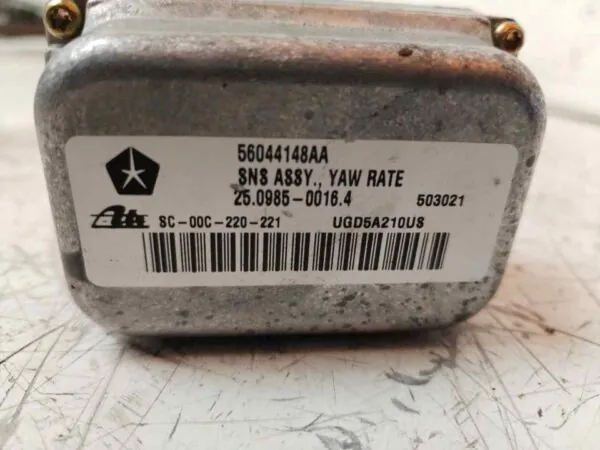 56044148AA
SNS ASSY., YAW RATE
25.0985-0016.4 503021
ate SC-00C-220-221 UGD5A210US